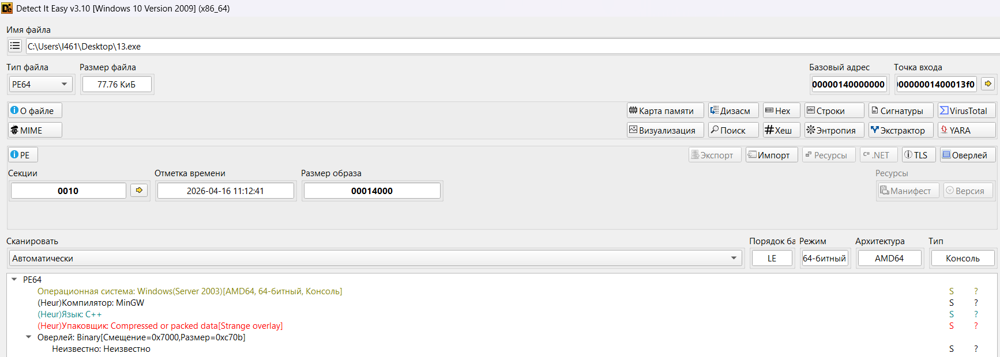 Detect It Easy v3.10 [Windows 10 Version 2009] (x86_64)
Имя файла
C:\Users\I461\Desktop\13.exe
Тип файла Размер файла Базовый адрес Точка входа
PE64 77.76 КиБ 00000140000000 0000001400013f0
О файле Карта памяти Дизасм Hex Строки Сигнатуры VirusTotal
MIME Визуализация Поиск Хеш Энтропия Экстрактор YARA
PE Экспорт Импорт Ресурсы .NET TLS Оверлей
Секции Отметка времени Размер образа Ресурсы
0010 2026-04-16 11:12:41 00014000 Манифест Версия
Сканировать Порядок ба Режим Архитектура Тип
Автоматически LE 64-битный AMD64 Консоль
PE64
Операционная система: Windows(Server 2003)[AMD64, 64-битный, Консоль] S ?
(Heur)Компилятор: MinGW S ?
(Heur)Язык: C++ S ?
(Heur)Упаковщик: Compressed or packed data[Strange overlay] S ?
Оверлей: Binary[Смещение=0x7000,Размер=0xc70b]
Неизвестно: Неизвестно S ?